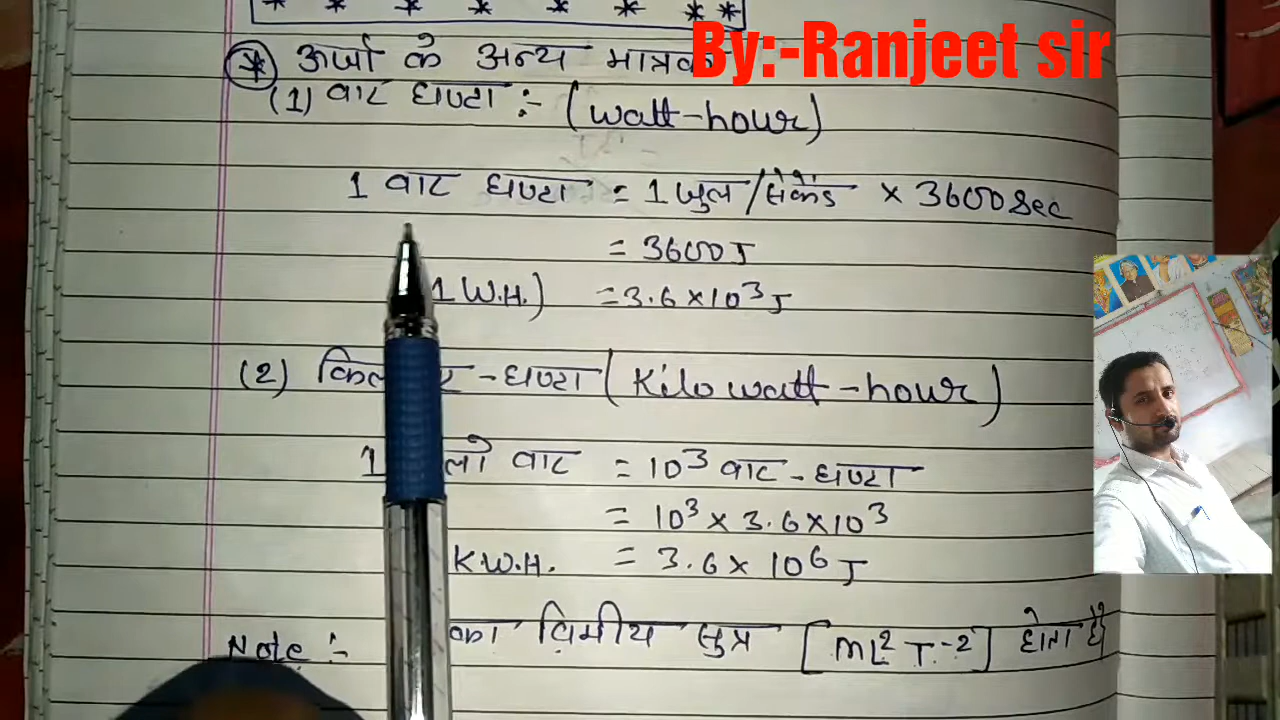 * * * * * * * *
By:-Ranjeet sir
* ऊर्जा के अन्य मात्रक
(1) वाट घण्टा :- (watt-hour)
1 वाट घण्टा = 1 जुल/सेकेण्ड × 3600 Sec
= 3600 J
1 W.H.) = 3.6 × 10³ J
(2) - घण्टा (Kilo watt-hour)
1 वाट = 10³ वाट - घण्टा
= 10³ × 3.6 × 10³
K.W.H. = 3.6 × 10⁶ J
Note :- का विमीय सुत्र [ML² T⁻²] होता है